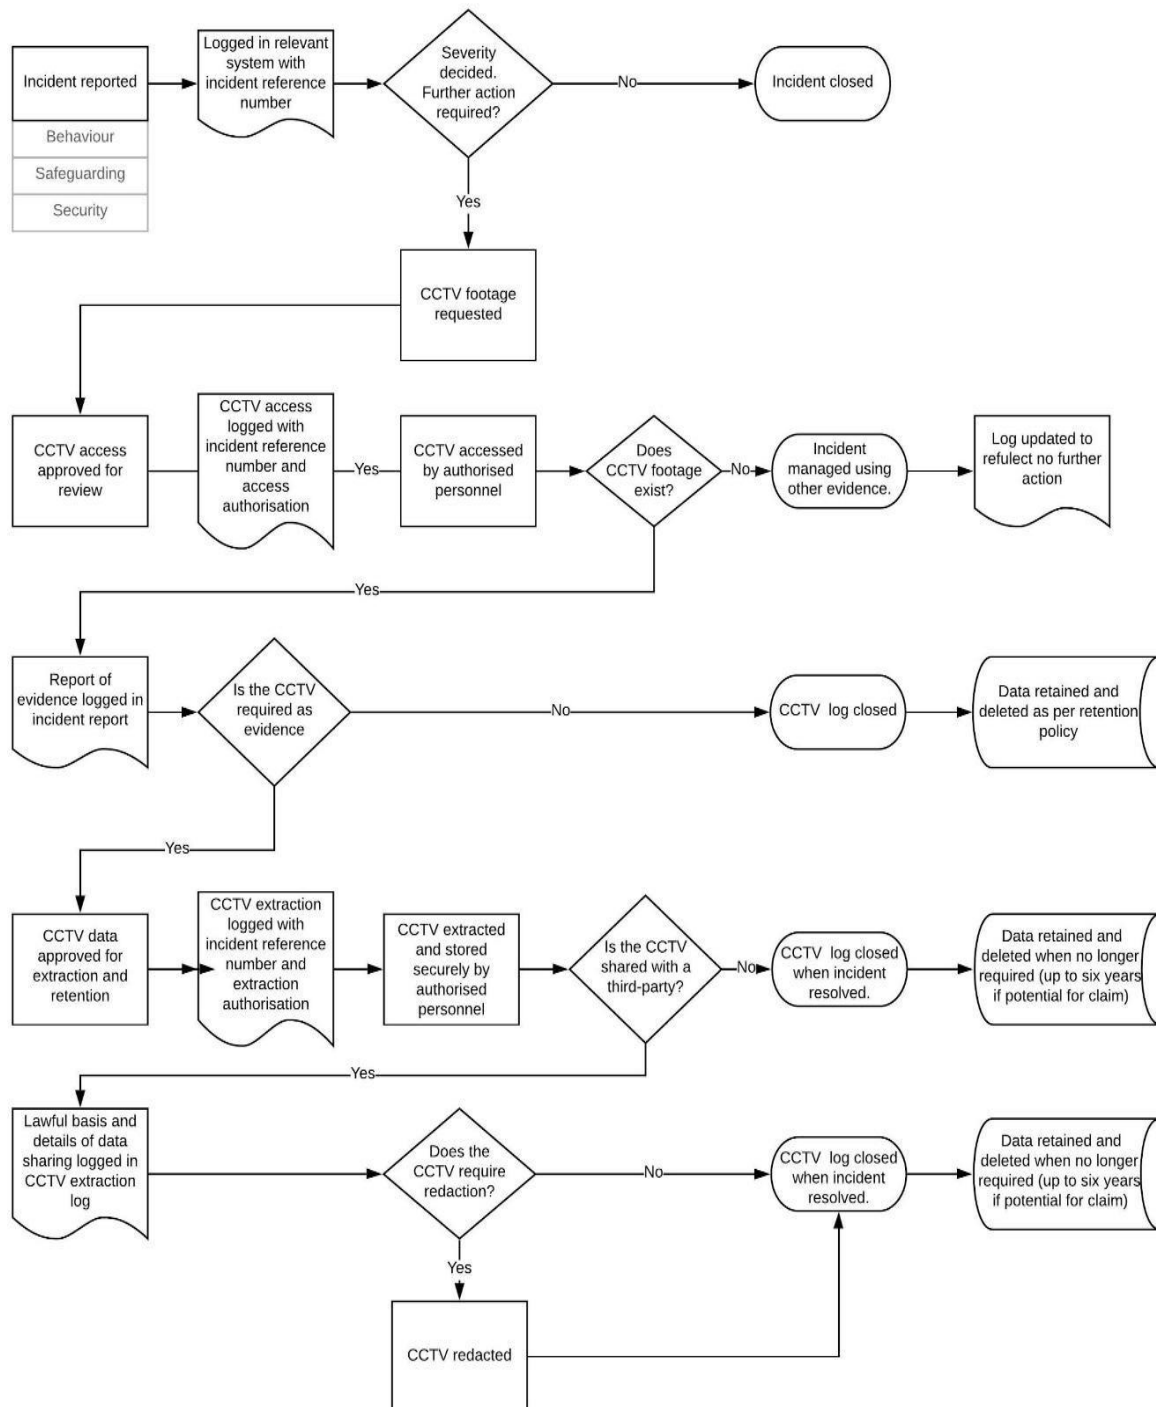 Incident reported
Behaviour
Safeguarding
Security
Logged in relevant
system with
incident reference
number
Severity
decided.
Further action
required?
No
Incident closed
Yes
CCTV footage
requested
CCTV access
approved for
review
CCTV access
logged with
incident reference
number and
access
authorisation
Yes
CCTV accessed
by authorised
personnel
Does
CCTV footage
exist?
No
Incident
managed using
other evidence.
Log updated to
refulect no further
action
Yes
Report of
evidence logged in
incident report
Is the CCTV
required as
evidence
No
CCTV log closed
Data retained and
deleted as per retention
policy
Yes
CCTV data
approved for
extraction and
retention
CCTV extraction
logged with
incident reference
number and
extraction
authorisation
CCTV extracted
and stored
securely by
authorised
personnel
Is the CCTV
shared with a
third-party?
No
CCTV log closed
when incident
resolved.
Data retained and
deleted when no longer
required (up to six years
if potential for claim)
Yes
Lawful basis and
details of data
sharing logged in
CCTV extraction
log
Does the
CCTV require
redaction?
No
CCTV log closed
when incident
resolved.
Data retained and
deleted when no longer
required (up to six years
if potential for claim)
Yes
CCTV redacted